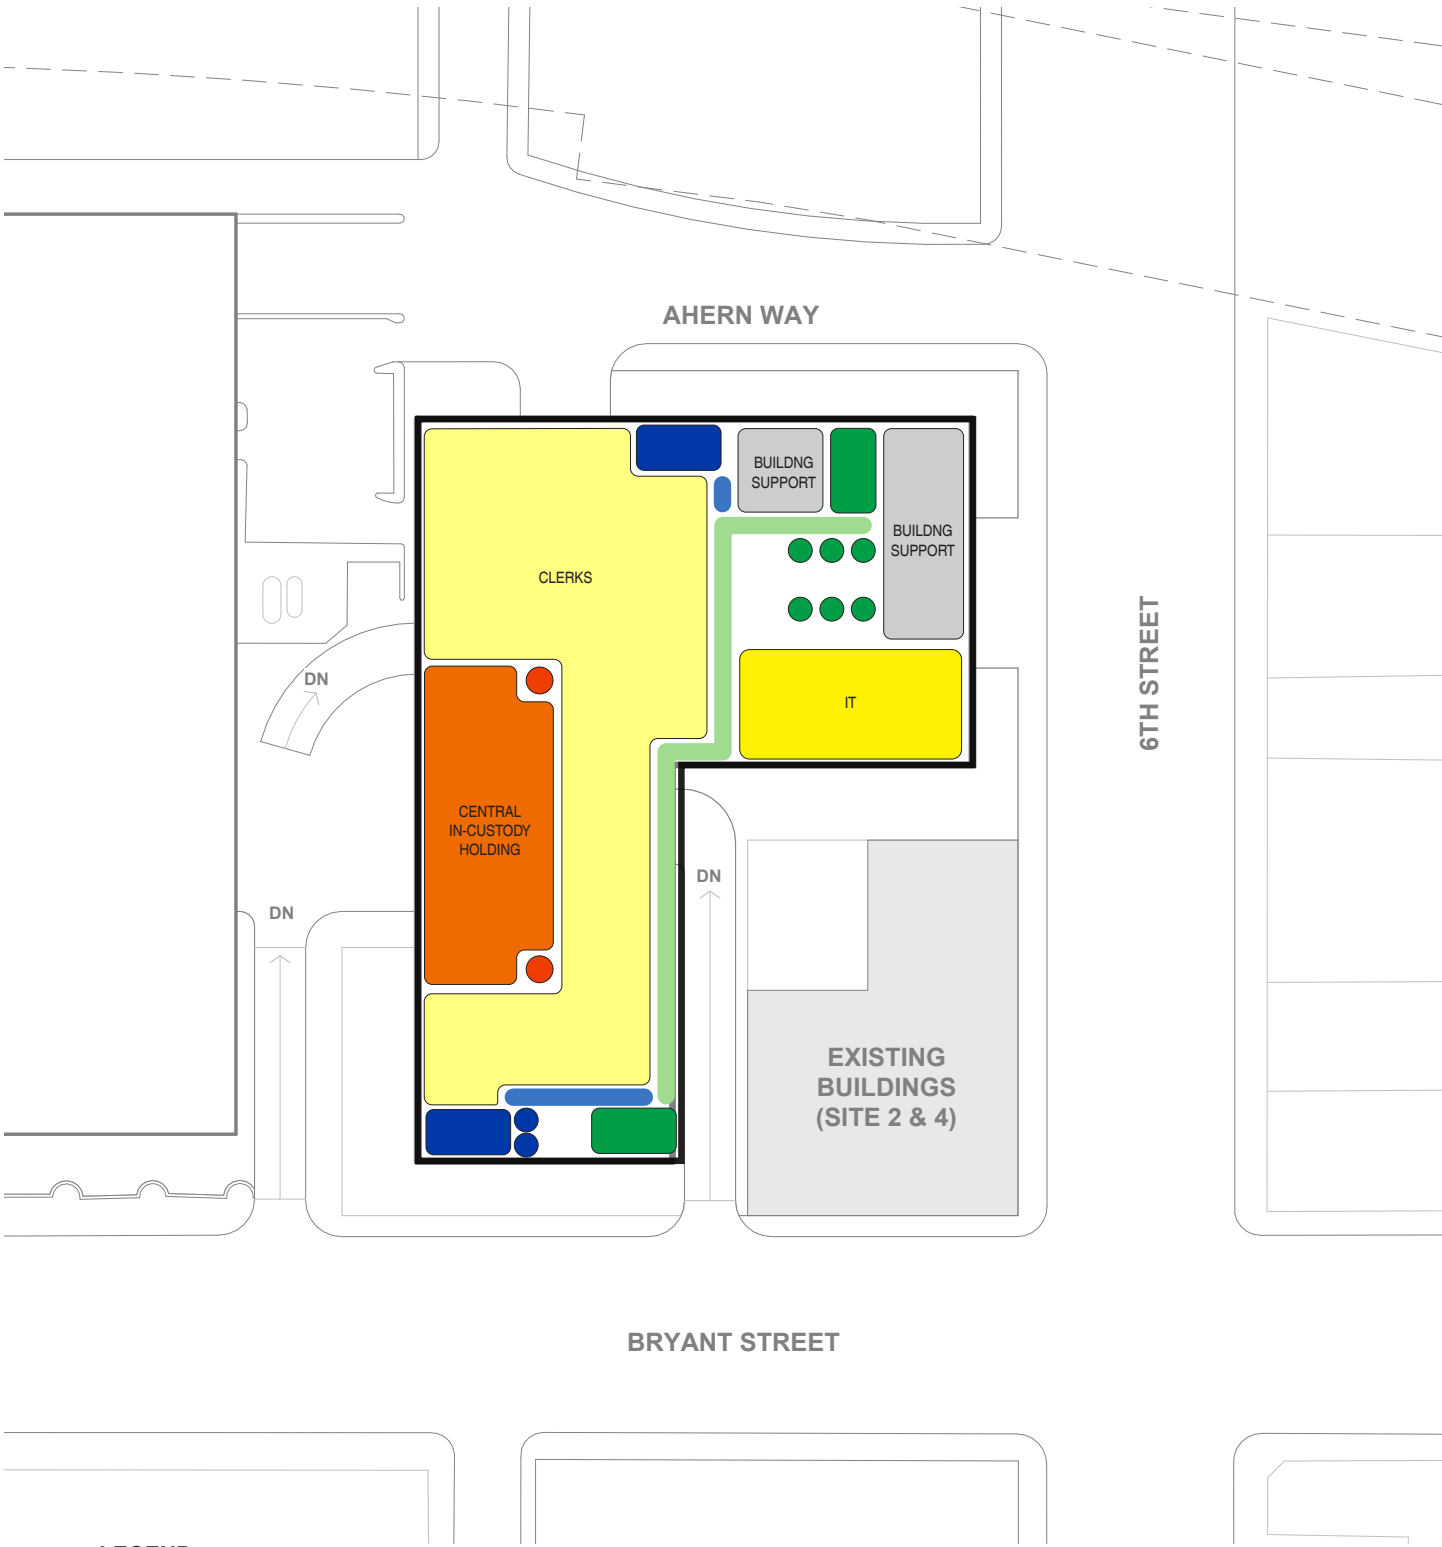 AHERN WAY
BUILDNG
SUPPORT
BUILDNG
SUPPORT
CLERKS
6TH STREET
DN
IT
CENTRAL
IN-CUSTODY
HOLDING
DN
DN
EXISTING
BUILDINGS
(SITE 2 & 4)
BRYANT STREET
LEGEND